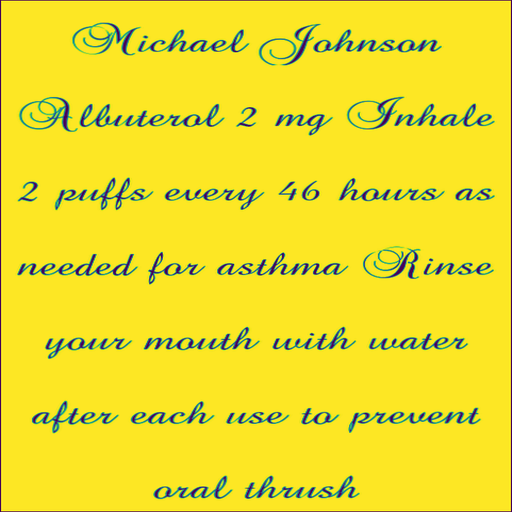 Michael Johnson
Albuterol 2 mg Inhale
2 puffs every 46 hours as
needed for asthma Rinse
your mouth with water
after each use to prevent
oral thrush